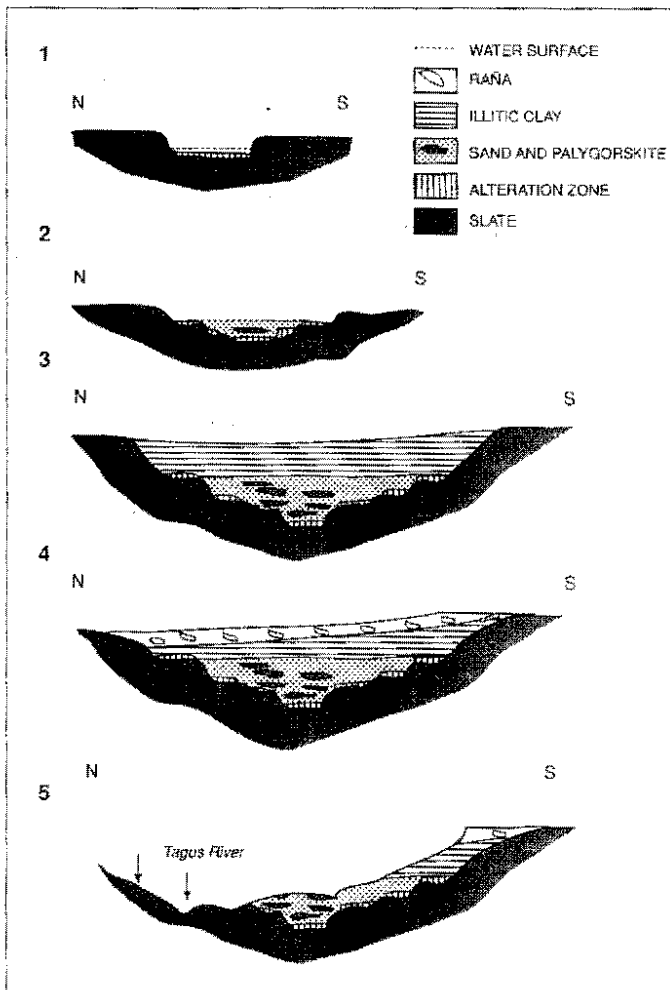 1
WATER SURFACE
RAÑA
N S
ILLITIC CLAY
SAND AND PALYGORSKITE
ALTERATION ZONE
2
SLATE
N S
3
N S
4
N S
N S
5
Tagus River